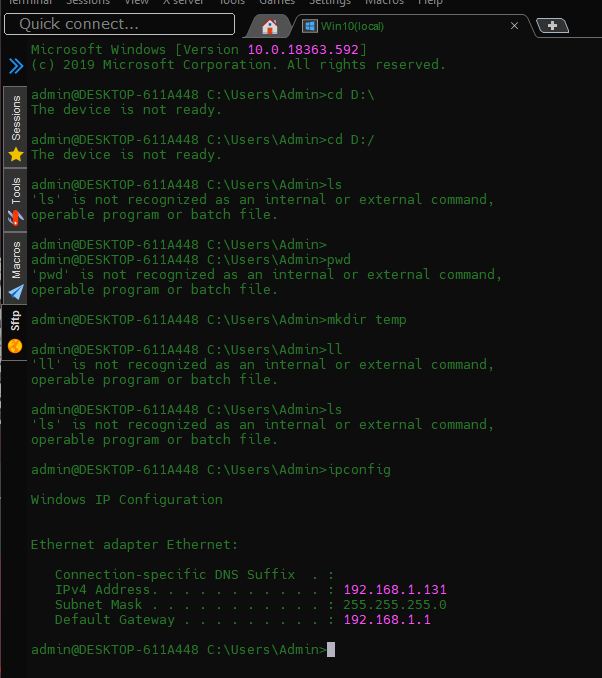 Terminal Sessions View X server Tools Games Settings Macros Help
Quick connect...
Win10(local)
Sessions
Tools
Macros
Sftp
Microsoft Windows [Version 10.0.18363.592]
(c) 2019 Microsoft Corporation. All rights reserved.
admin@DESKTOP-611A448 C:\Users\Admin>cd D:\
The device is not ready.
admin@DESKTOP-611A448 C:\Users\Admin>cd D:/
The device is not ready.
admin@DESKTOP-611A448 C:\Users\Admin>ls
'ls' is not recognized as an internal or external command,
operable program or batch file.
admin@DESKTOP-611A448 C:\Users\Admin>
admin@DESKTOP-611A448 C:\Users\Admin>pwd
'pwd' is not recognized as an internal or external command,
operable program or batch file.
admin@DESKTOP-611A448 C:\Users\Admin>mkdir temp
admin@DESKTOP-611A448 C:\Users\Admin>ll
'll' is not recognized as an internal or external command,
operable program or batch file.
admin@DESKTOP-611A448 C:\Users\Admin>ls
'ls' is not recognized as an internal or external command,
operable program or batch file.
admin@DESKTOP-611A448 C:\Users\Admin>ipconfig
Windows IP Configuration
Ethernet adapter Ethernet:
Connection-specific DNS Suffix . :
IPv4 Address. . . . . . . . . . . : 192.168.1.131
Subnet Mask . . . . . . . . . . . : 255.255.255.0
Default Gateway . . . . . . . . . : 192.168.1.1
admin@DESKTOP-611A448 C:\Users\Admin>